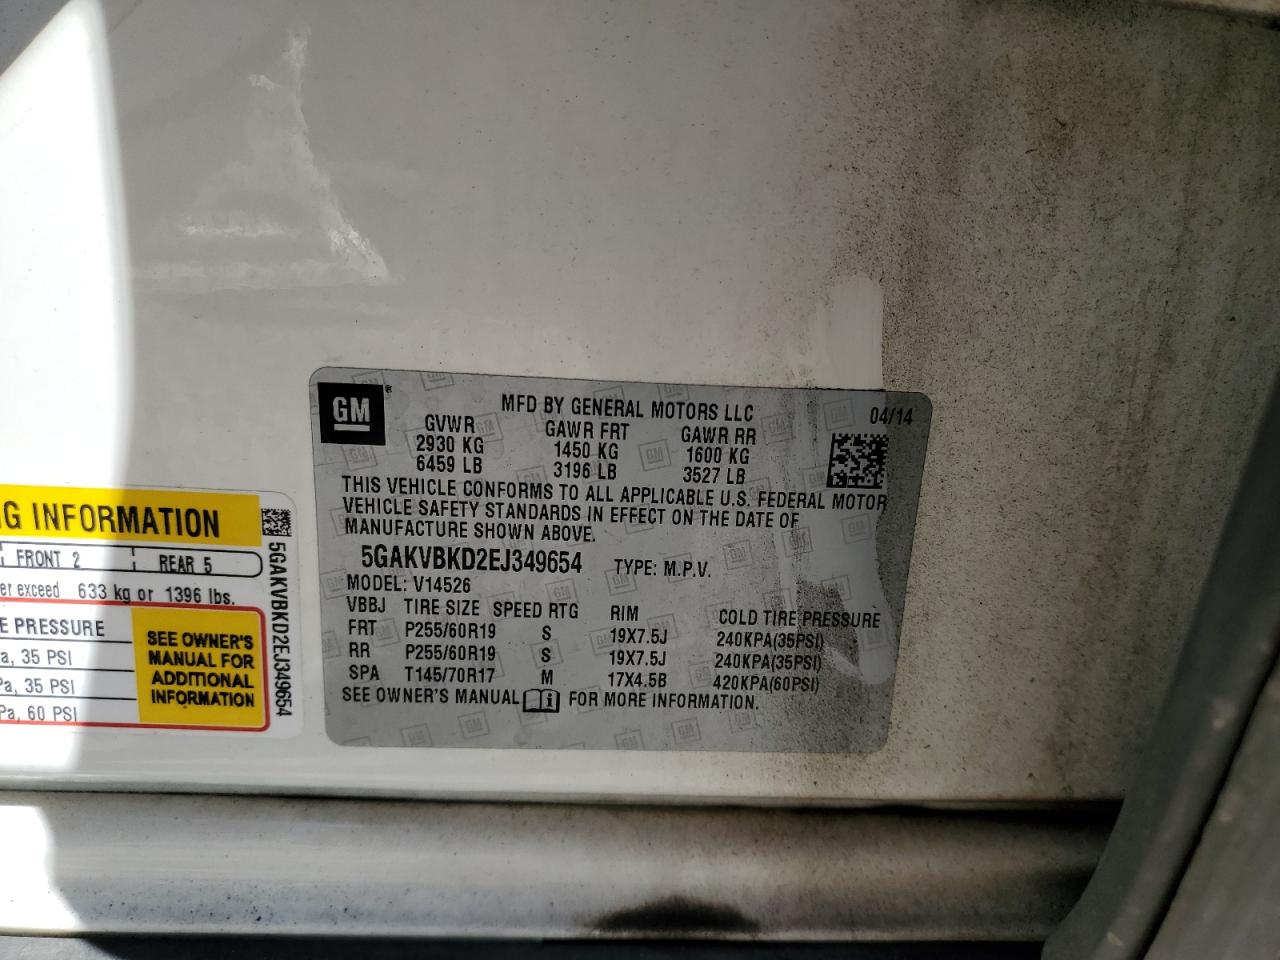 GM ®
MFD BY GENERAL MOTORS LLC 04/14
GVWR GAWR FRT GAWR RR
2930 KG 1450 KG 1600 KG
6459 LB 3196 LB 3527 LB
THIS VEHICLE CONFORMS TO ALL APPLICABLE U.S. FEDERAL MOTOR
VEHICLE SAFETY STANDARDS IN EFFECT ON THE DATE OF
MANUFACTURE SHOWN ABOVE.
5GAKVBKD2EJ349654 TYPE: M.P.V.
MODEL: V14526
VBBJ TIRE SIZE SPEED RTG RIM COLD TIRE PRESSURE
FRT P255/60R19 S 19X7.5J 240KPA(35PSI)
RR P255/60R19 S 19X7.5J 240KPA(35PSI)
SPA T145/70R17 M 17X4.5B 420KPA(60PSI)
SEE OWNER'S MANUAL FOR MORE INFORMATION.
G INFORMATION
FRONT 2 REAR 5
er exceed 633 kg or 1396 lbs.
E PRESSURE
a, 35 PSI
Pa, 35 PSI
Pa, 60 PSI
SEE OWNER'S
MANUAL FOR
ADDITIONAL
INFORMATION
5GAKVBKD2EJ349654